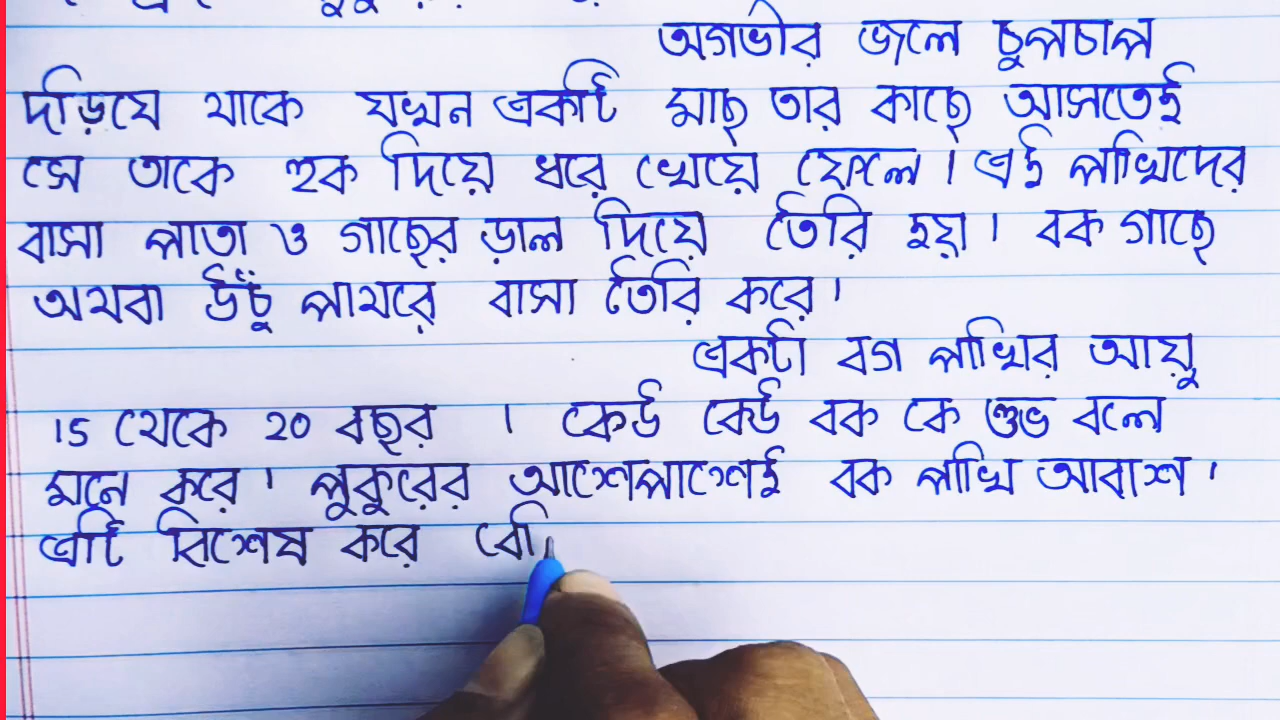 অগভীর জলে চুপচাপ
দাঁড়িয়ে থাকে যখন একটি মাছ তার কাছে আসতেই
সে তাকে হুক দিয়ে ধরে খেয়ে ফেলে। এই পাখিদের
বাসা পাতা ও গাছের ডাল দিয়ে তৈরি হয়। বক গাছে
অথবা উঁচু পাথরে বাসা তৈরি করে।
একটা বগ পাখির আয়ু
15 থেকে 20 বছর । কেউ কেউ বক কে শুভ বলে
মনে করে। পুকুরের আশেপাশেই বক পাখি আবাশ।
এটি বিশেষ করে